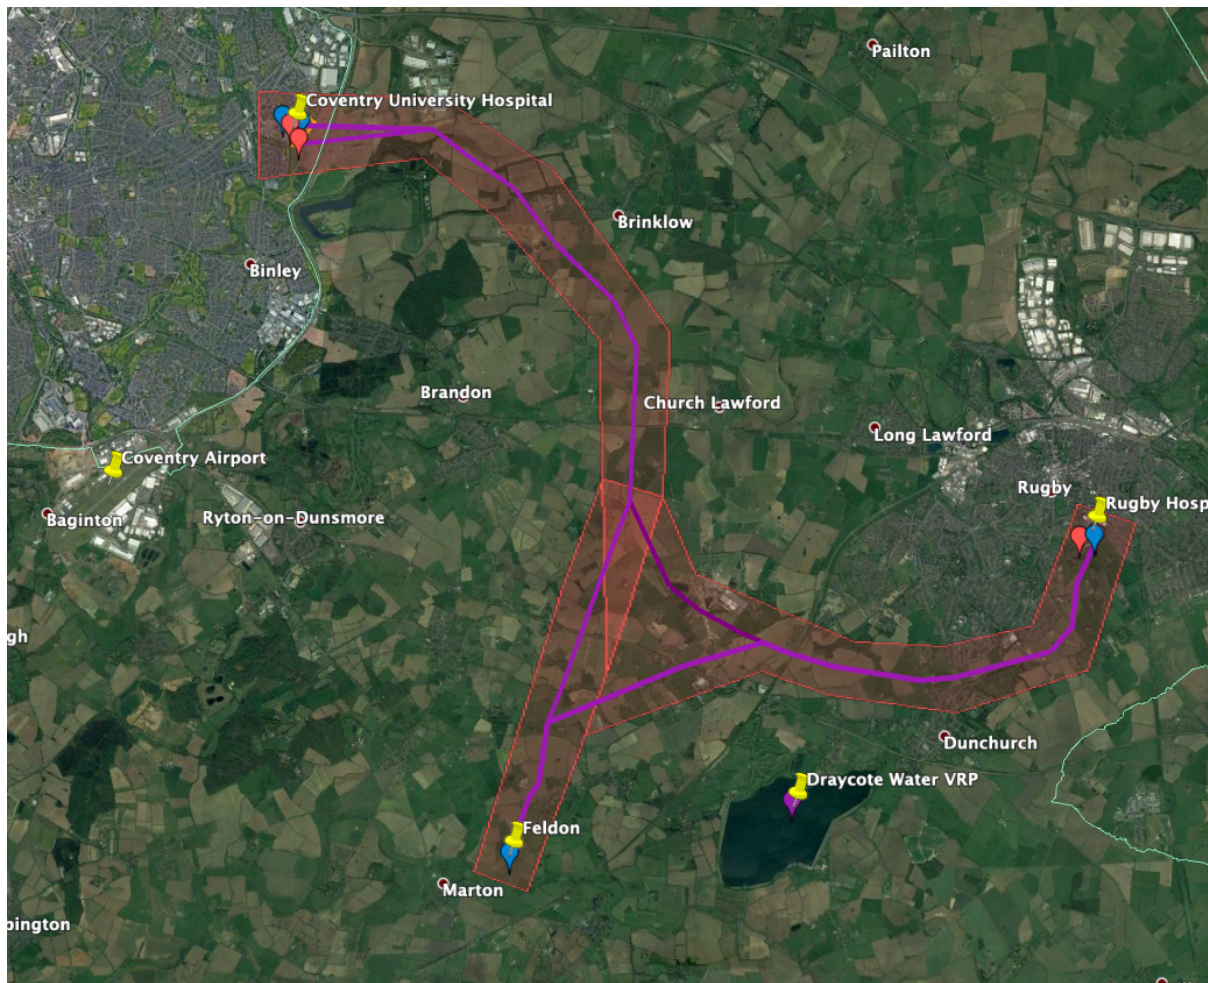 Pailton
Coventry University Hospital
Brinklow
Binley
Brandon
Church Lawford
Long Lawford
Coventry Airport
Rugby
Rugby Hosp
Baginton
Ryton-on-Dunsmore
gh
Dunchurch
Draycote Water VRP
Feldon
Marton
pington